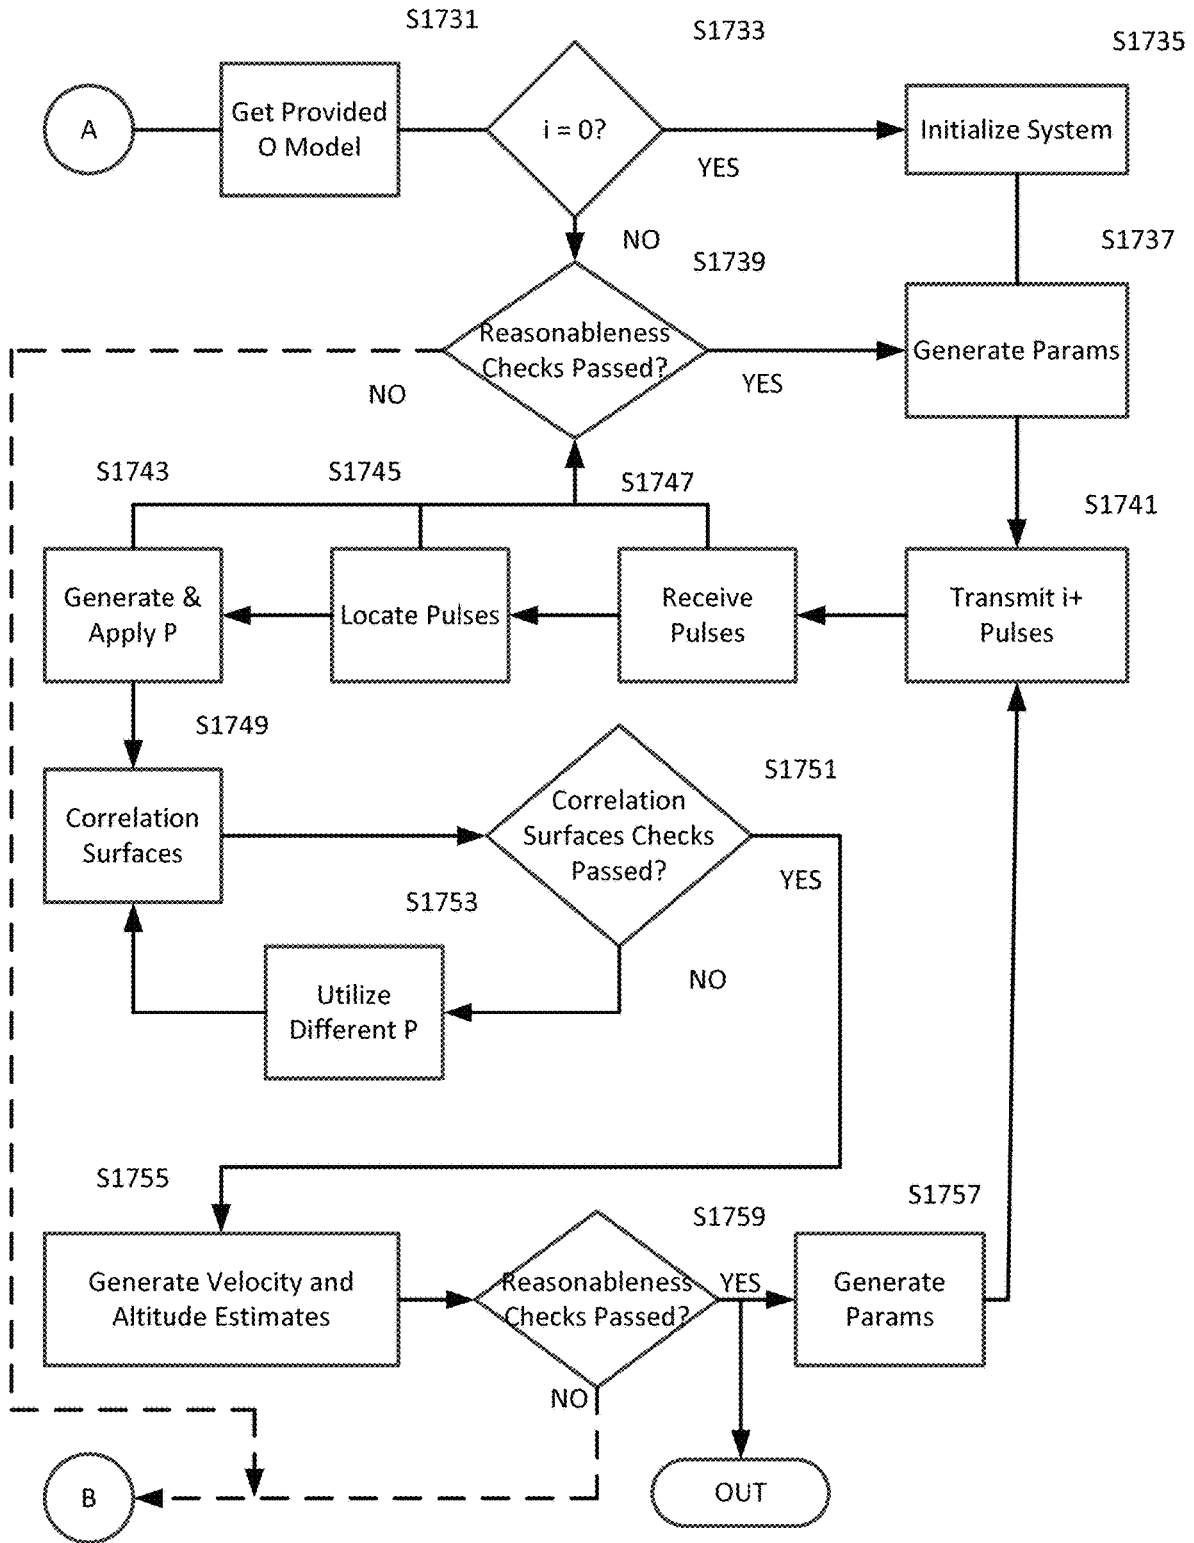 S1731
S1733
S1735
A
Get Provided
O Model
i = 0?
YES
Initialize System
NO
S1737
S1739
Reasonableness
Checks Passed?
NO
YES
Generate Params
S1743
S1745
S1747
S1741
Generate &
Apply P
Locate Pulses
Receive
Pulses
Transmit i+
Pulses
S1749
S1751
Correlation
Surfaces
Correlation
Surfaces Checks
Passed?
YES
S1753
NO
Utilize
Different P
S1755
S1757
S1759
Generate Velocity and
Altitude Estimates
Reasonableness
Checks Passed?
YES
Generate
Params
NO
B
OUT